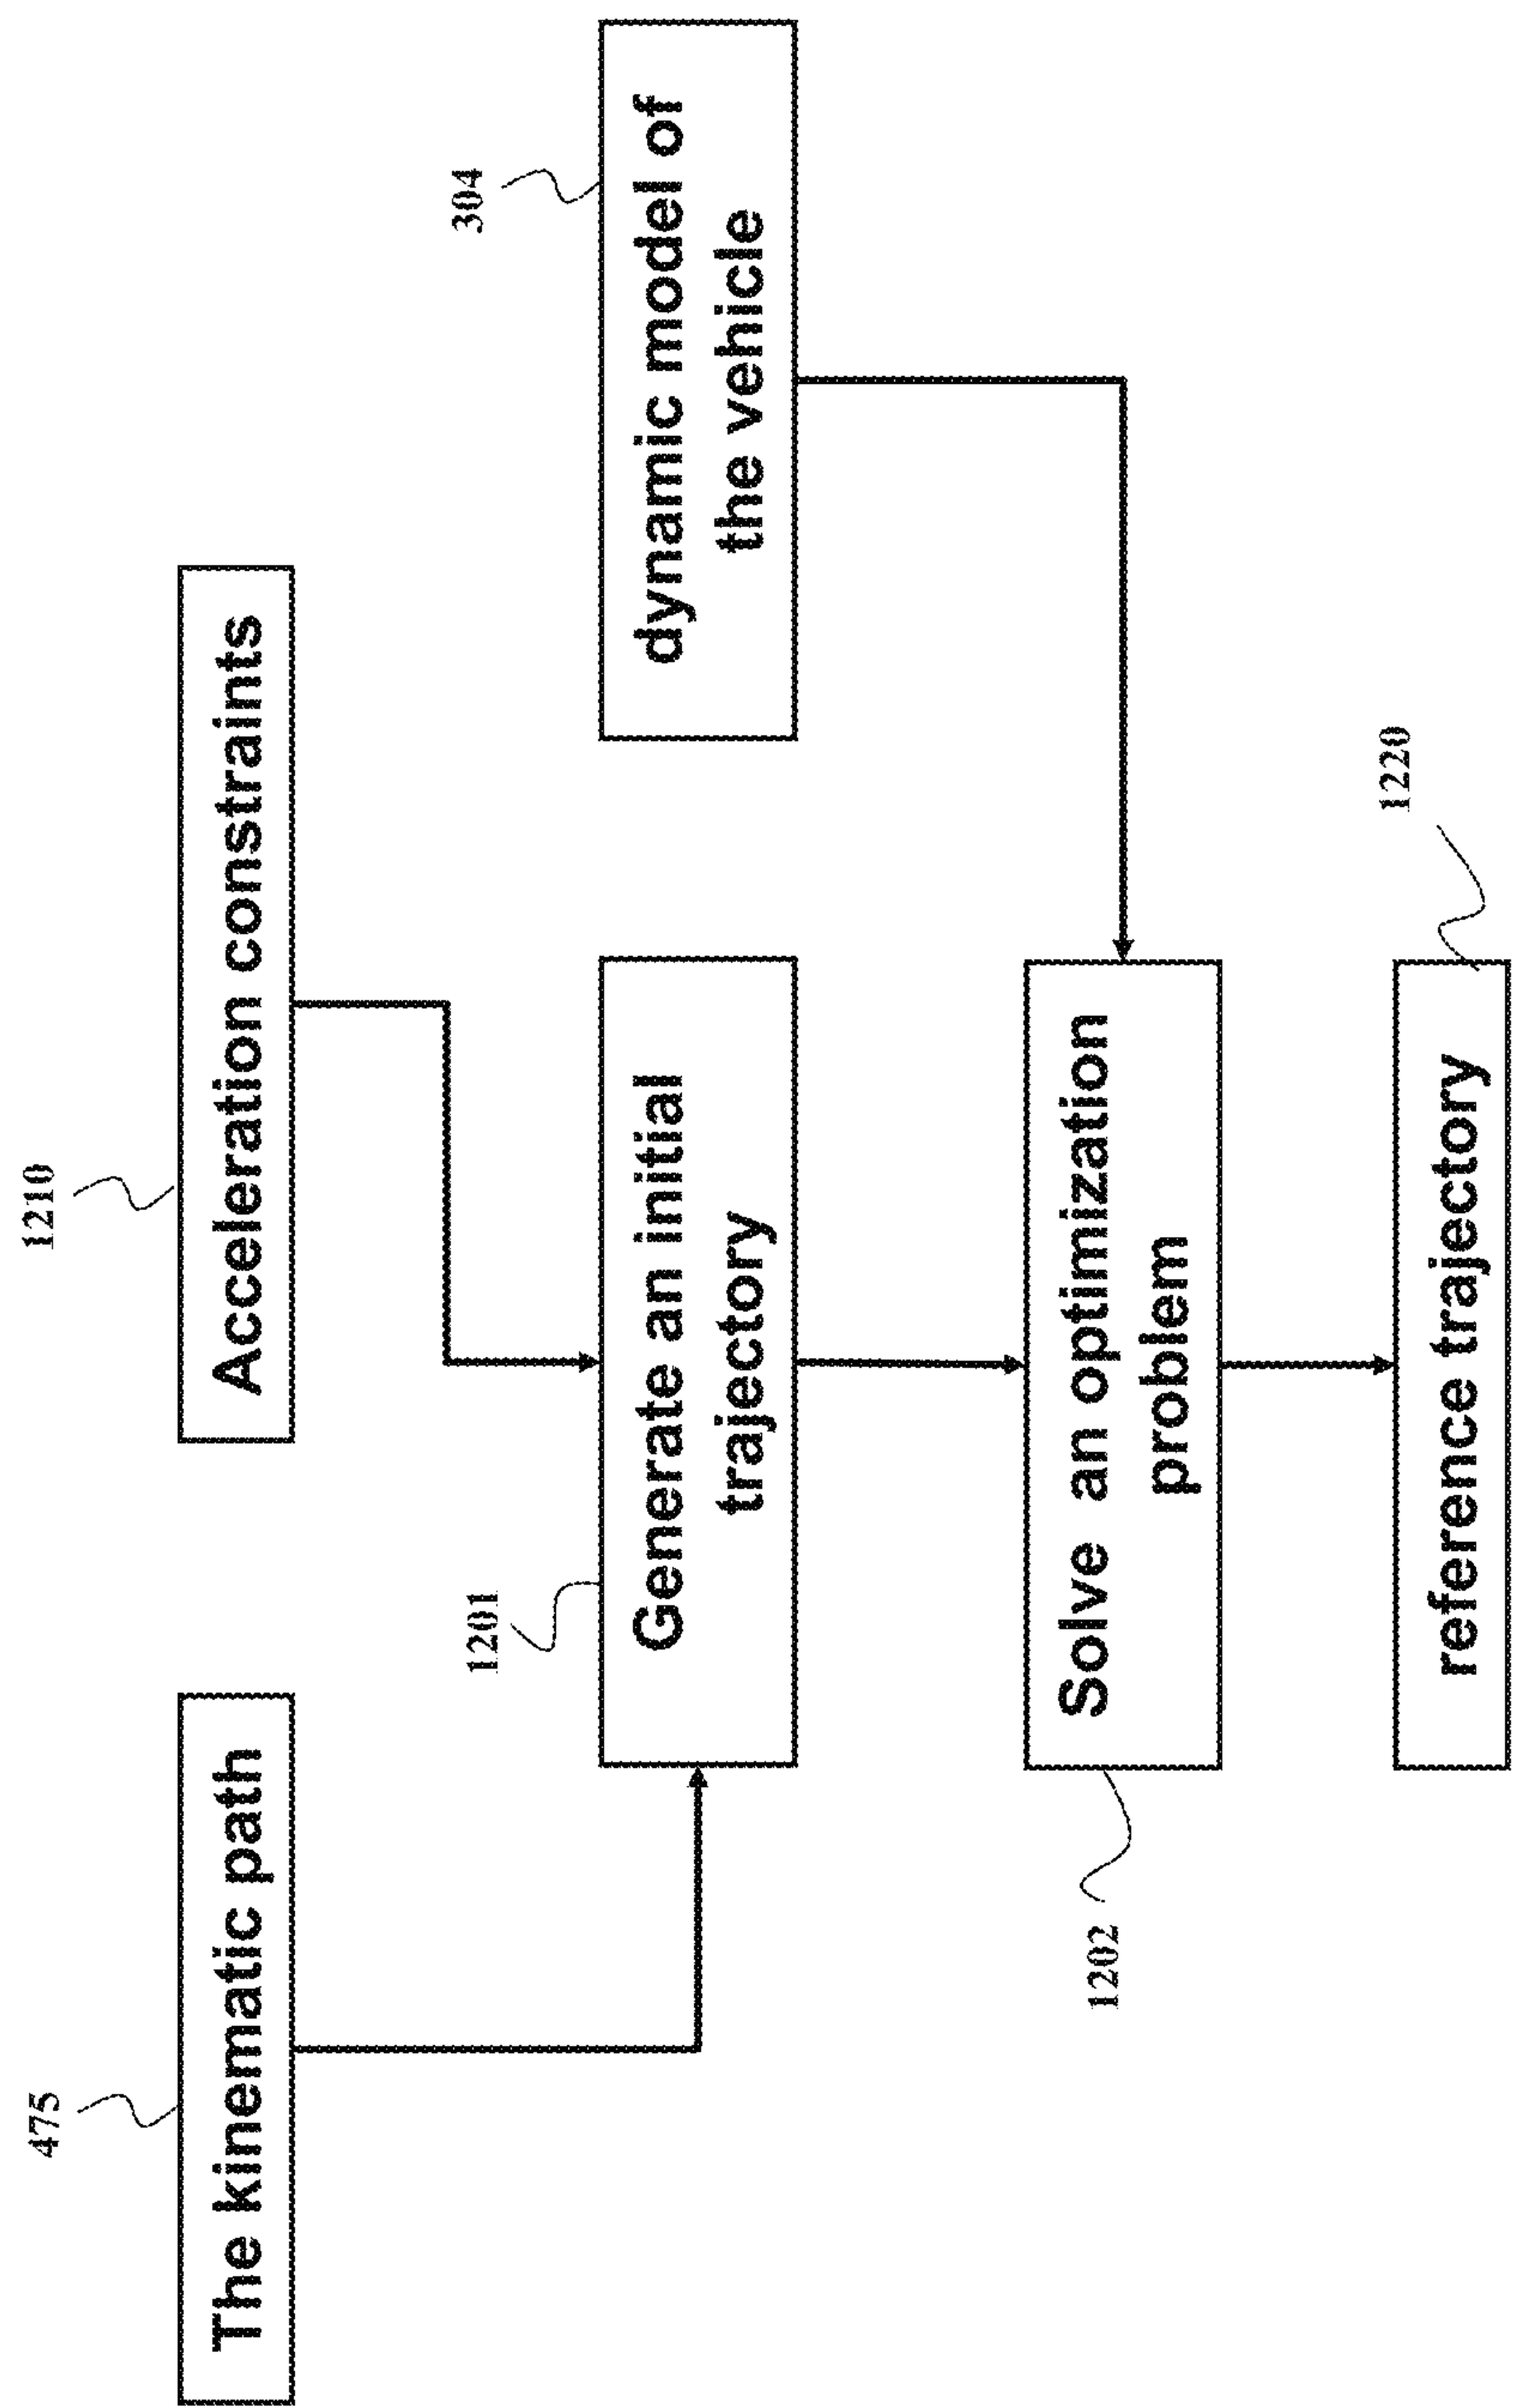 475
The kinematic path
1210
Acceleration constraints
1201
Generate an initial
trajectory
304
dynamic model of
the vehicle
1202
Solve an optimization
problem
1220
reference trajectory